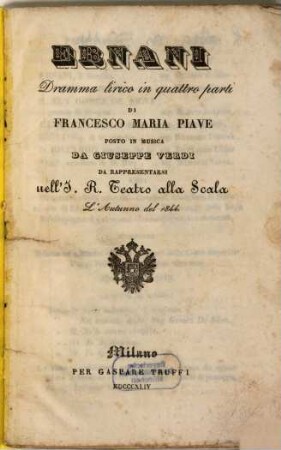 ERNANI
Dramma lirico in quattro parti
DI
FRANCESCO MARIA PIAVE
POSTO IN MUSICA
DA GIUSEPPE VERDI
DA RAPPRESENTARSI
nell'I. R. Teatro alla Scala
L'Autunno del 1844.
Milano
PER GASPARE TRUFFI
MDCCCXLIV